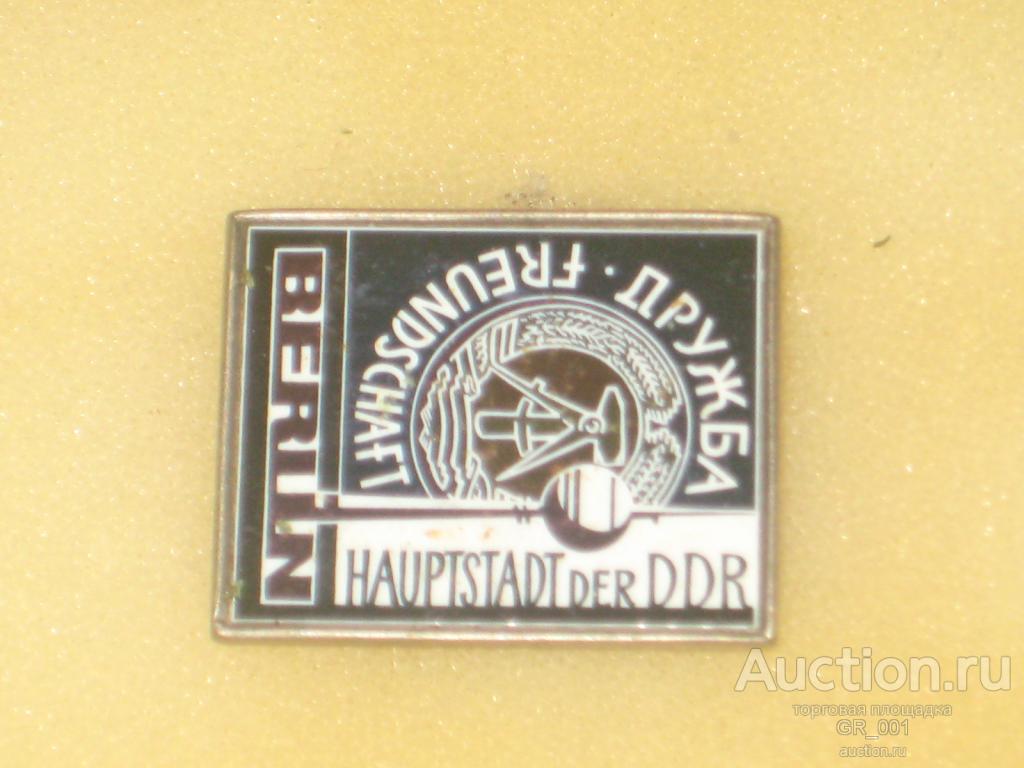 BERLIN
FREUNDSCHAFT · ДРУЖБА
HAUPTSTADT DER DDR
Auction.ru
торговая площадка
GR_001
auction.ru